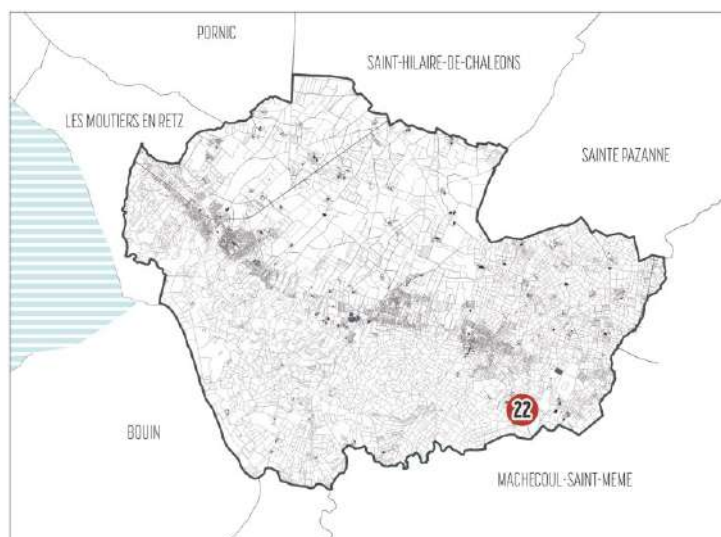 PORNIC
SAINT-HILAIRE-DE-CHALEONS
LES MOUTIERS EN RETZ
SAINTE PAZANNE
22
BOUIN
MACHECOUL-SAINT-MEME